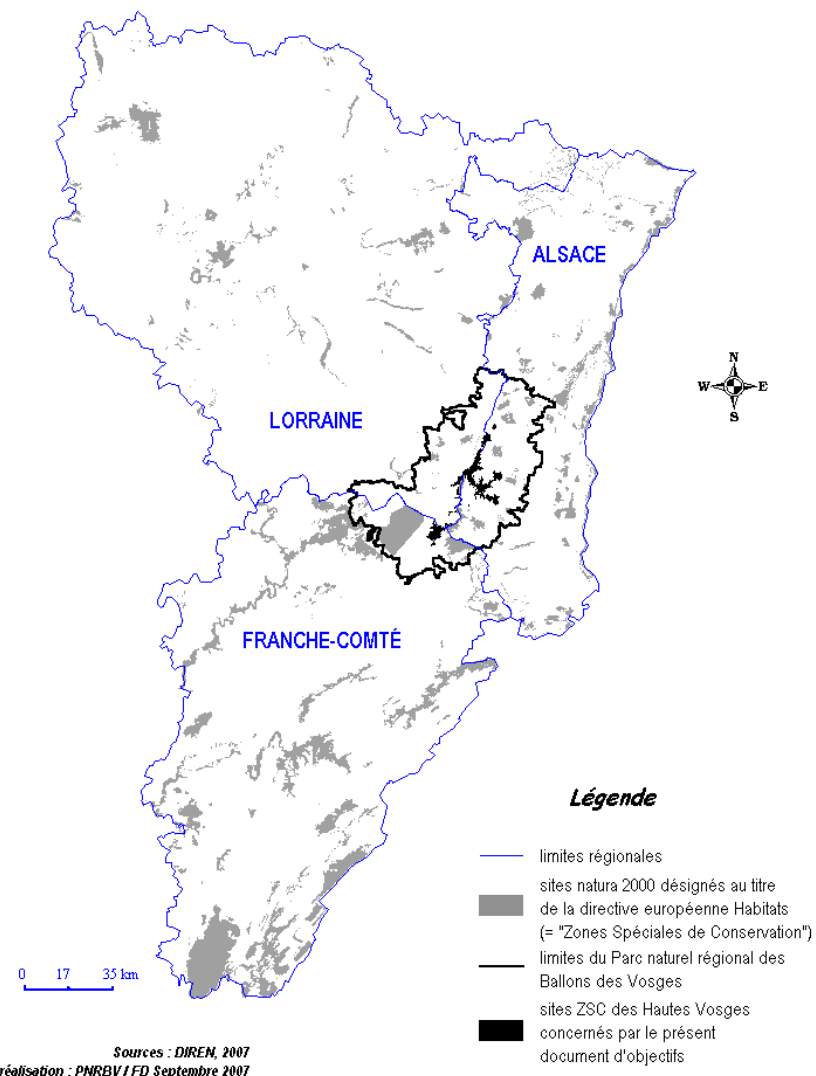 ALSACE
N
W E
S
LORRAINE
FRANCHE-COMTÉ
Légende
limites régionales
sites natura 2000 désignés au titre
de la directive européenne Habitats
(= "Zones Spéciales de Conservation")
limites du Parc naturel régional des
Ballons des Vosges
sites ZSC des Hautes Vosges
concernés par le présent
document d'objectifs
0 17 35 km
Sources : DIREN, 2007
réalisation : PNRBV / FD Septembre 2007